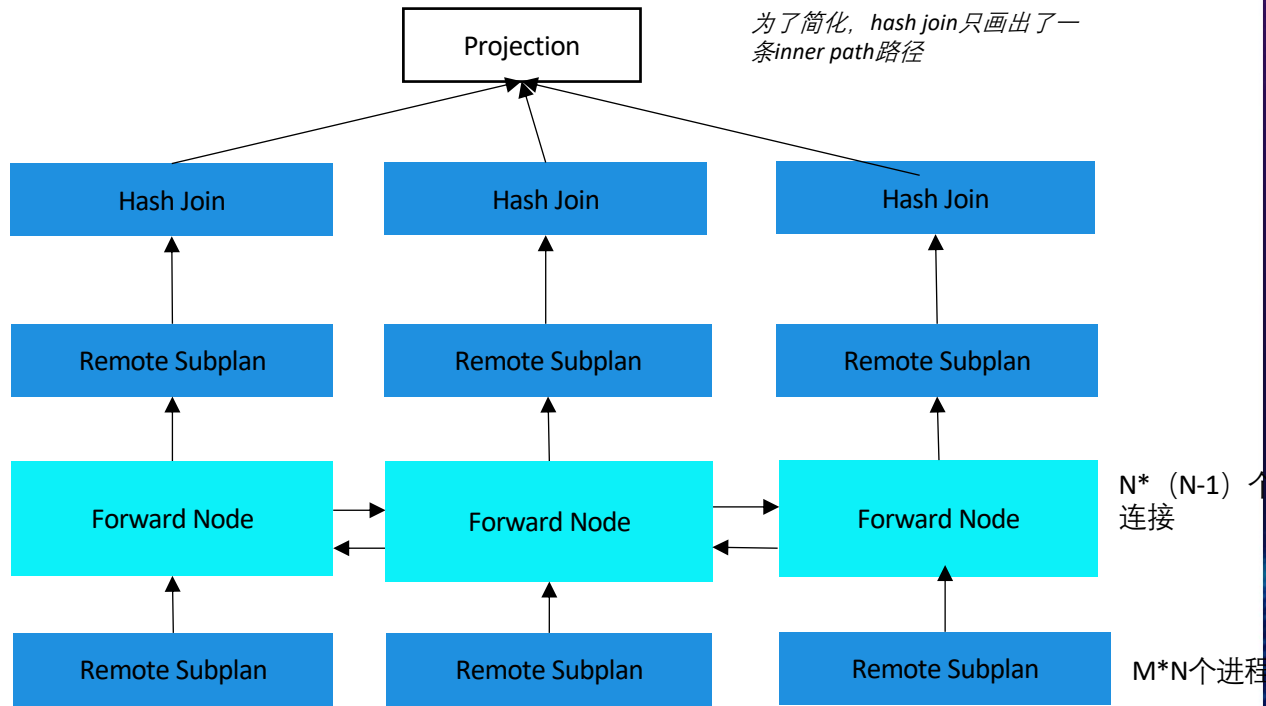 Projection
为了简化，hash join只画出了一
条inner path路径
Hash Join
Hash Join
Hash Join
Remote Subplan
Remote Subplan
Remote Subplan
Forward Node
Forward Node
Forward Node
N*（N-1）个
连接
Remote Subplan
Remote Subplan
Remote Subplan
M*N个进程